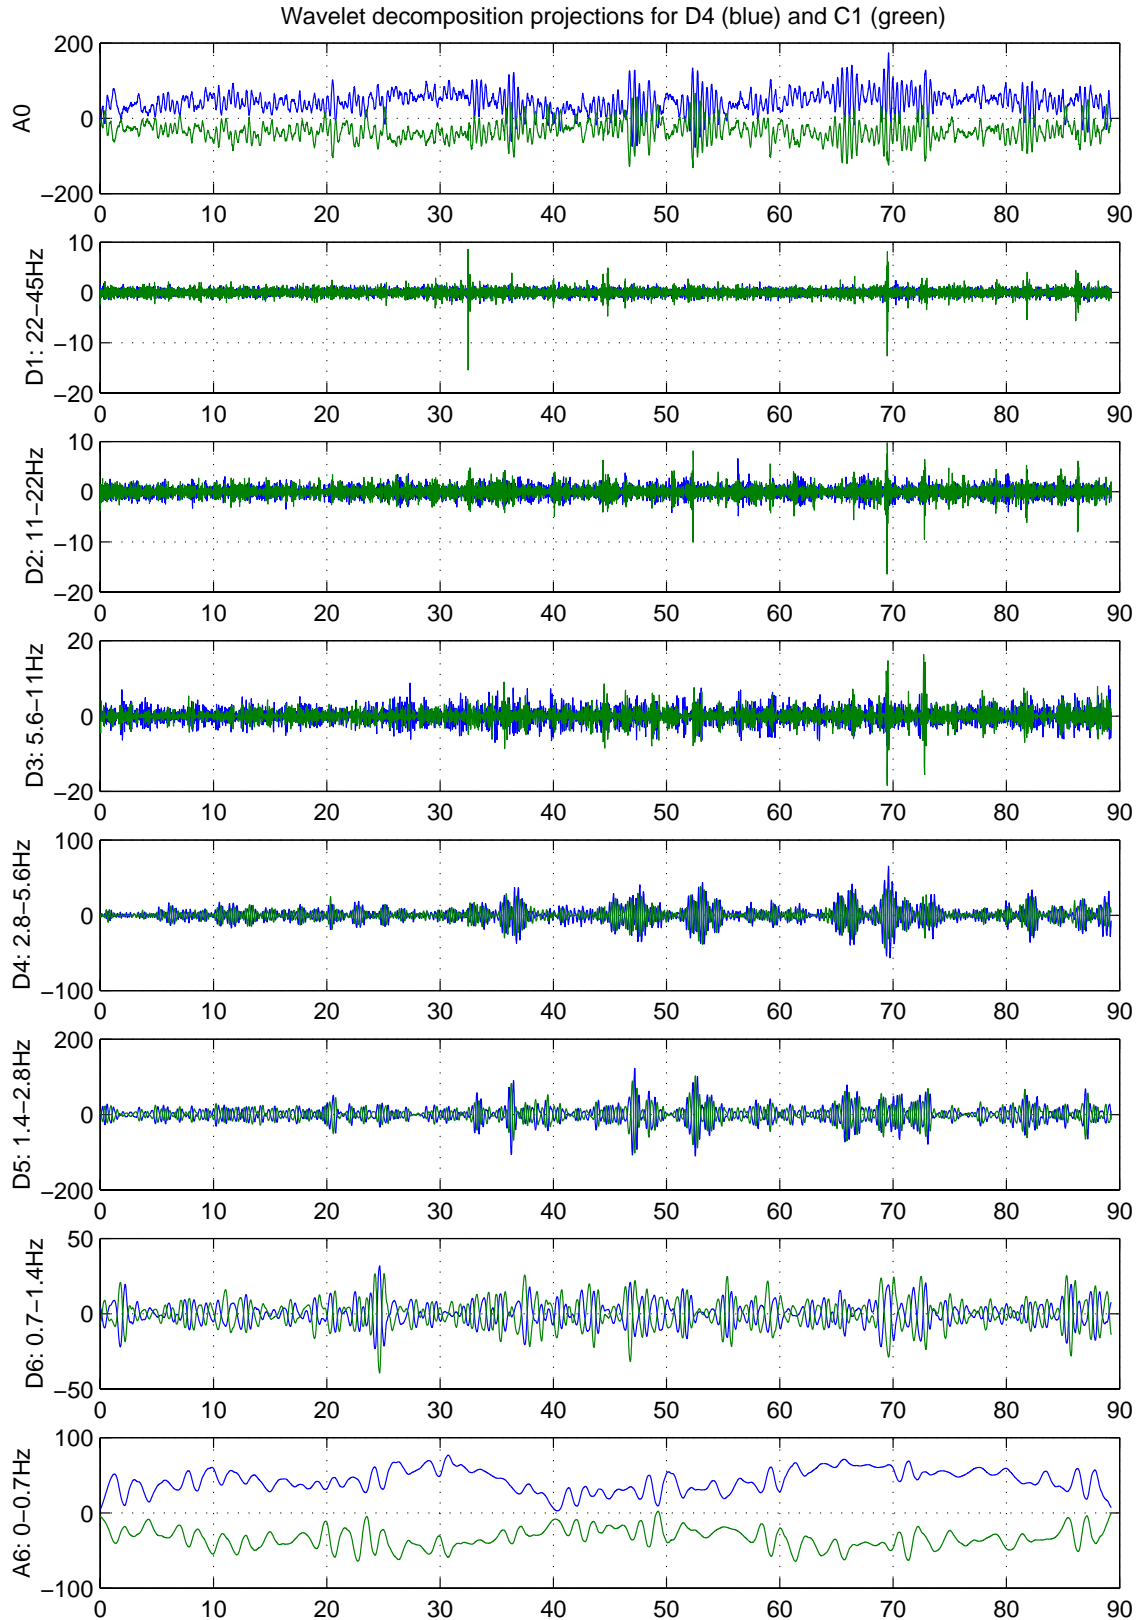 Wavelet decomposition projections for D4 (blue) and C1 (green)
A0
200
0
−200
0 10 20 30 40 50 60 70 80 90
D1: 22−45Hz
10
0
−10
−20
0 10 20 30 40 50 60 70 80 90
D2: 11−22Hz
10
0
−10
−20
0 10 20 30 40 50 60 70 80 90
D3: 5.6−11Hz
20
0
−20
0 10 20 30 40 50 60 70 80 90
D4: 2.8−5.6Hz
100
0
−100
0 10 20 30 40 50 60 70 80 90
D5: 1.4−2.8Hz
200
0
−200
0 10 20 30 40 50 60 70 80 90
D6: 0.7−1.4Hz
50
0
−50
0 10 20 30 40 50 60 70 80 90
A6: 0−0.7Hz
100
0
−100
0 10 20 30 40 50 60 70 80 90